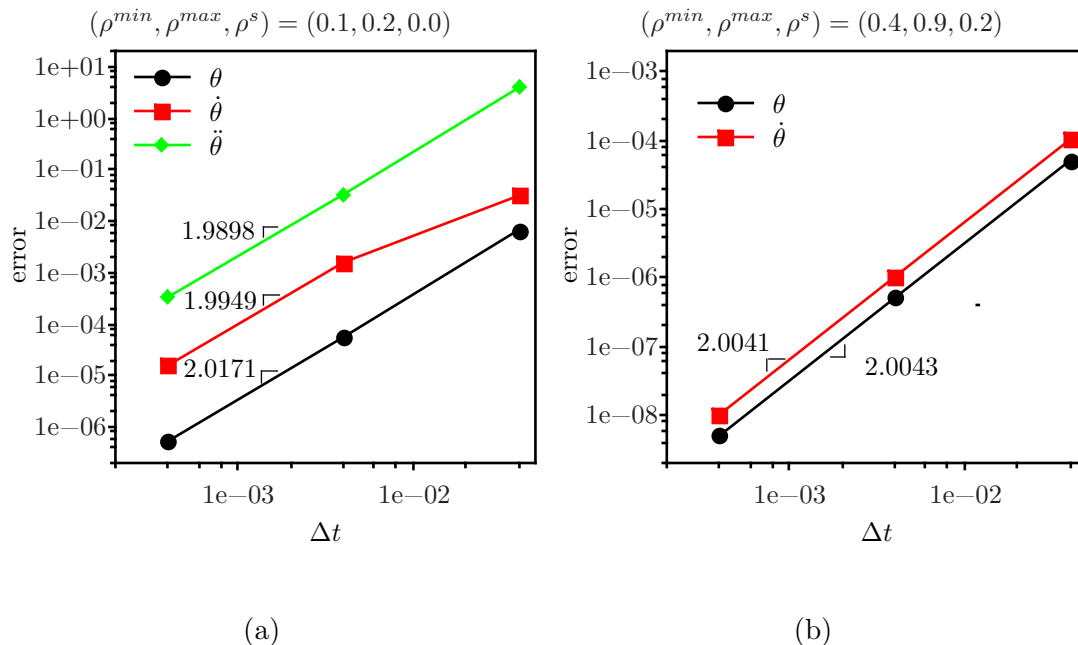 (ρ^min, ρ^max, ρ^s) = (0.1, 0.2, 0.0)
1e+01
1e+00
1e−01
1e−02
1e−03
1e−04
1e−05
1e−06
error
θ
θ̇
θ̈
1.9898
1.9949
2.0171
1e−03
1e−02
Δt
(a)
(ρ^min, ρ^max, ρ^s) = (0.4, 0.9, 0.2)
1e−03
1e−04
1e−05
1e−06
1e−07
1e−08
error
θ
θ̇
2.0041
2.0043
1e−03
1e−02
Δt
(b)